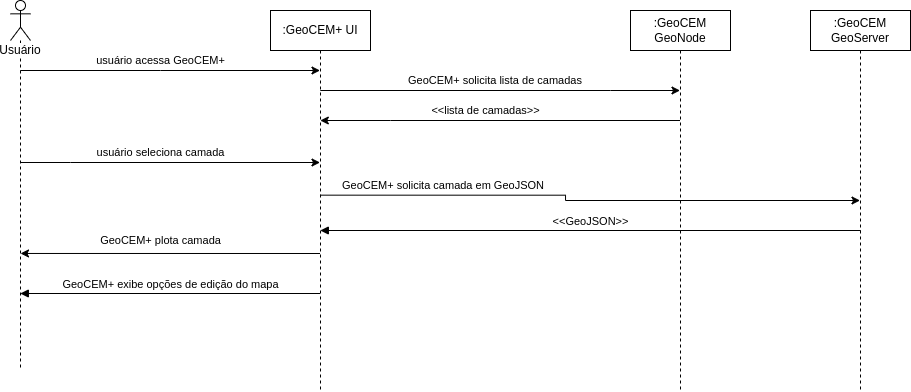 Usuário
:GeoCEM+ UI
:GeoCEM
GeoNode
:GeoCEM
GeoServer
usuário acessa GeoCEM+
GeoCEM+ solicita lista de camadas
<<lista de camadas>>
usuário seleciona camada
GeoCEM+ solicita camada em GeoJSON
<<GeoJSON>>
GeoCEM+ plota camada
GeoCEM+ exibe opções de edição do mapa